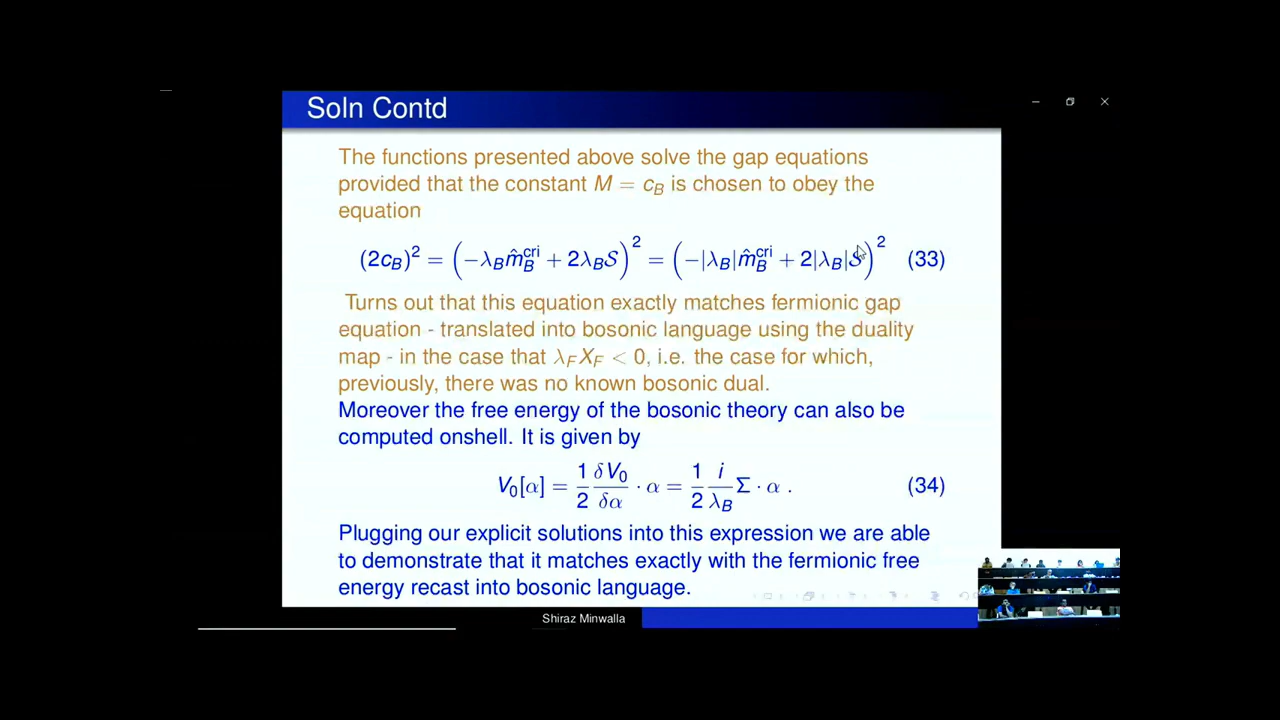 Soln Contd
The functions presented above solve the gap equations
provided that the constant M = c_B is chosen to obey the
equation
(2c_B)^2 = (−λ_B m̂_B^cri + 2λ_B 𝒮)^2 = (−|λ_B| m̂_B^cri + 2|λ_B|𝒮)^2 (33)
Turns out that this equation exactly matches fermionic gap
equation - translated into bosonic language using the duality
map - in the case that λ_F X_F < 0, i.e. the case for which,
previously, there was no known bosonic dual.
Moreover the free energy of the bosonic theory can also be
computed onshell. It is given by
V_0[α] = 1/2 δV_0/δα · α = 1/2 i/λ_B Σ · α . (34)
Plugging our explicit solutions into this expression we are able
to demonstrate that it matches exactly with the fermionic free
energy recast into bosonic language.
Shiraz Minwalla